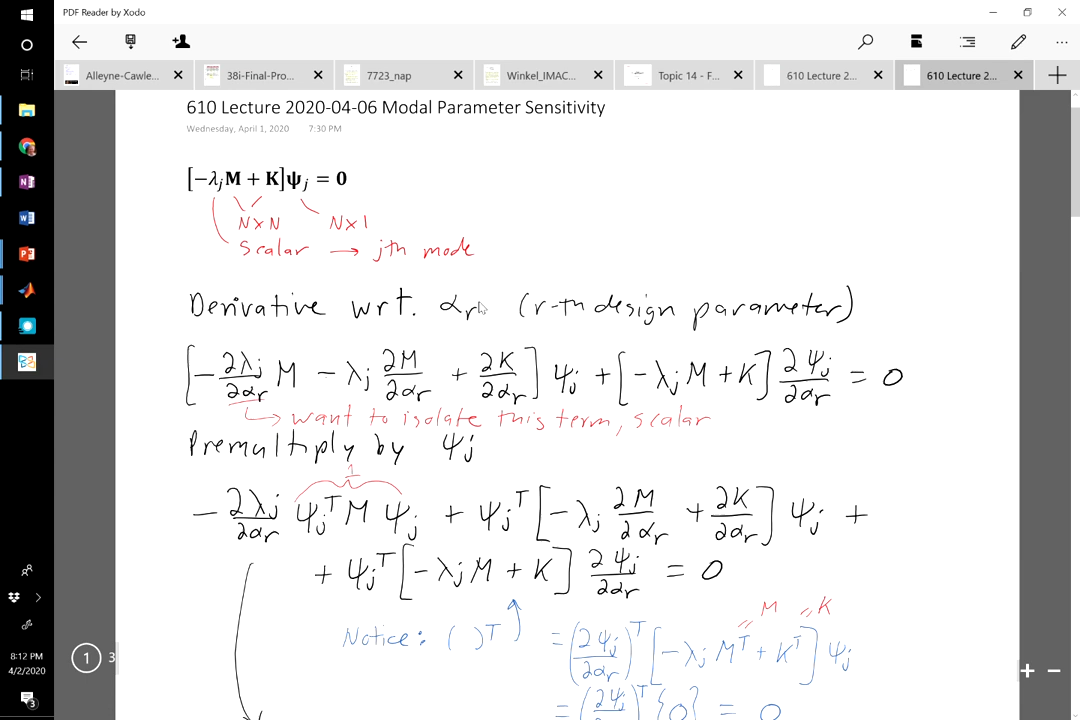 PDF Reader by Xodo
Alleyne-Cawle...
38i-Final-Pro...
7723_nap
Winkel_IMAC...
Topic 14 - F...
610 Lecture 2...
610 Lecture 2...
610 Lecture 2020-04-06 Modal Parameter Sensitivity
Wednesday, April 1, 2020 7:30 PM
[−λⱼM + K]ψⱼ = 0
N×N N×1
Scalar → jth mode
Derivative wrt. αᵣ (r-th design parameter)
[−∂λⱼ/∂αᵣ M − λⱼ ∂M/∂αᵣ + ∂K/∂αᵣ] ψⱼ + [−λⱼM + K] ∂ψⱼ/∂αᵣ = 0
↳ want to isolate this term, scalar
Premultiply by ψⱼ
1
−∂λⱼ/∂αᵣ ψⱼᵀ M ψⱼ + ψⱼᵀ [−λⱼ ∂M/∂αᵣ + ∂K/∂αᵣ] ψⱼ +
+ ψⱼᵀ [−λⱼM + K] ∂ψⱼ/∂αᵣ = 0
= M = K
Notice: ( )ᵀ = (∂ψⱼ/∂αᵣ)ᵀ [−λⱼ Mᵀ + Kᵀ] ψⱼ
= (∂ψⱼ/∂αᵣ)ᵀ {0} = 0
1 3
8:12 PM
4/2/2020
3